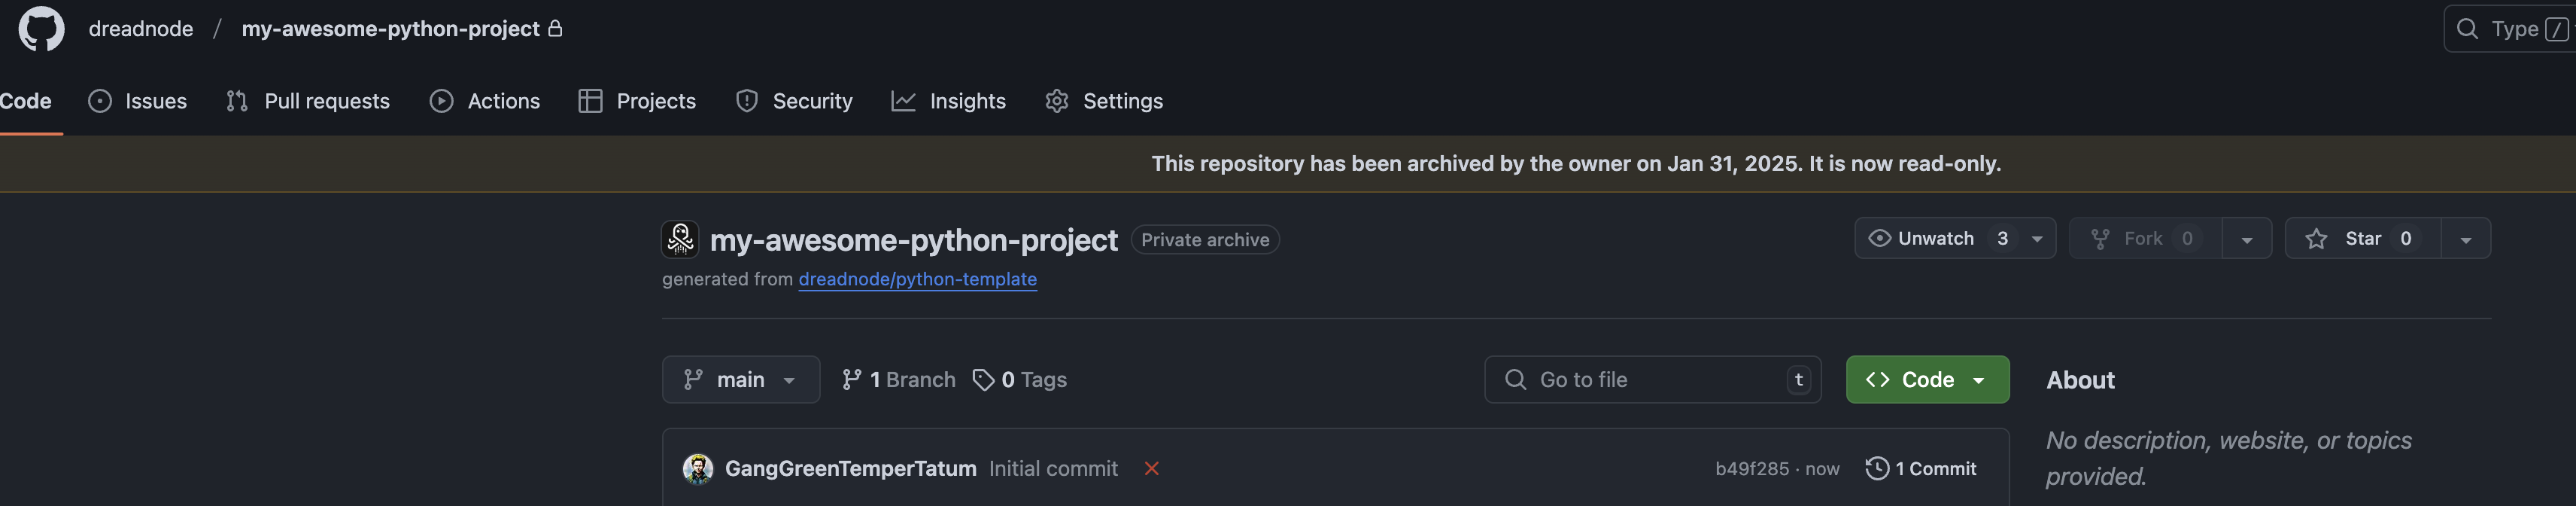 dreadnode / my-awesome-python-project
Type /
Code Issues Pull requests Actions Projects Security Insights Settings
This repository has been archived by the owner on Jan 31, 2025. It is now read-only.
my-awesome-python-project Private archive
Unwatch 3 Fork 0 Star 0
generated from dreadnode/python-template
main 1 Branch 0 Tags
Go to file t
Code
About
No description, website, or topics
provided.
GangGreenTemperTatum Initial commit
b49f285 · now 1 Commit